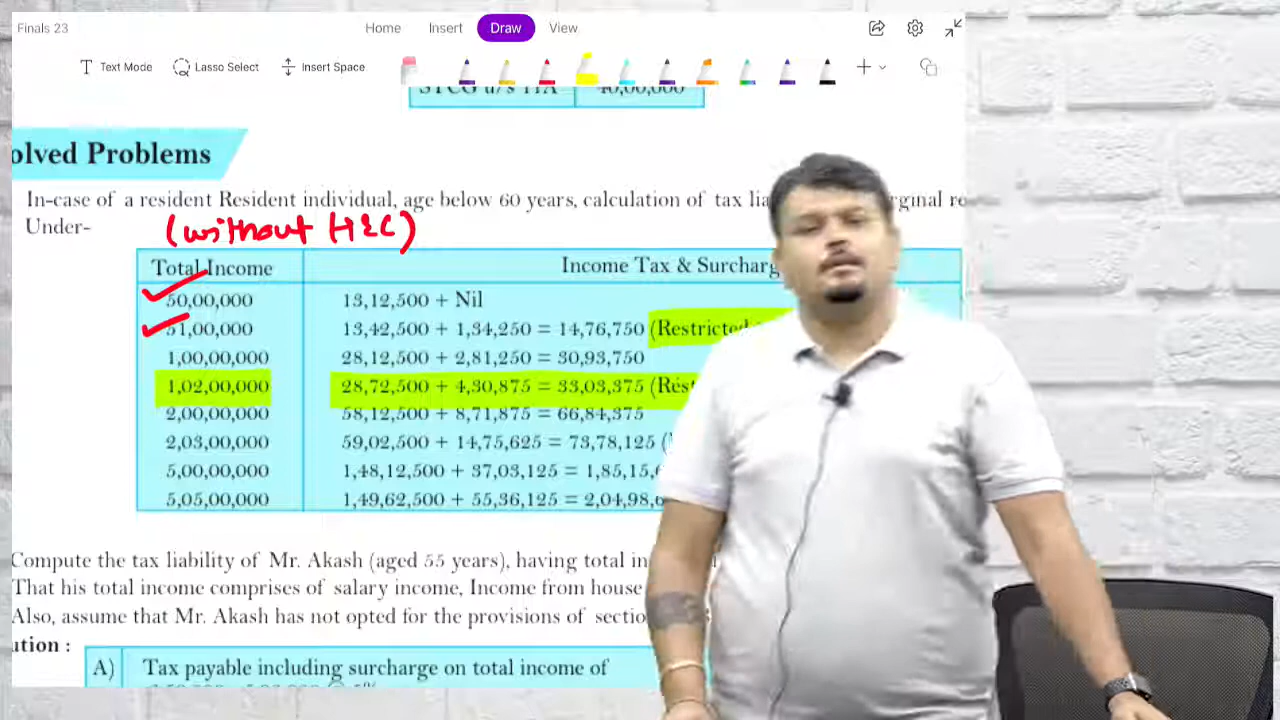 Finals 23
Home Insert Draw View
Text Mode Lasso Select Insert Space
STCG u/s 11A 40,00,000
olved Problems
In-case of a resident Resident individual, age below 60 years, calculation of tax
Under-
(without H&C)
Total Income Income Tax & Surcharg
50,00,000 13,12,500 + Nil
51,00,000 13,42,500 + 1,34,250 = 14,76,750 (Restricted
1,00,00,000 28,12,500 + 2,81,250 = 30,93,750
1,02,00,000 28,72,500 + 4,30,875 = 33,03,375 (Rest
2,00,00,000 58,12,500 + 8,71,875 = 66,84,375
2,03,00,000 59,02,500 + 14,75,625 = 73,78,125 (
5,00,00,000 1,48,12,500 + 37,03,125 = 1,85,15,
5,05,00,000 1,49,62,500 + 55,36,125 = 2,04,98,
Compute the tax liability of Mr. Akash (aged 55 years), having total in
That his total income comprises of salary income, Income from house
Also, assume that Mr. Akash has not opted for the provisions of sectio
ution :
A) Tax payable including surcharge on total income of